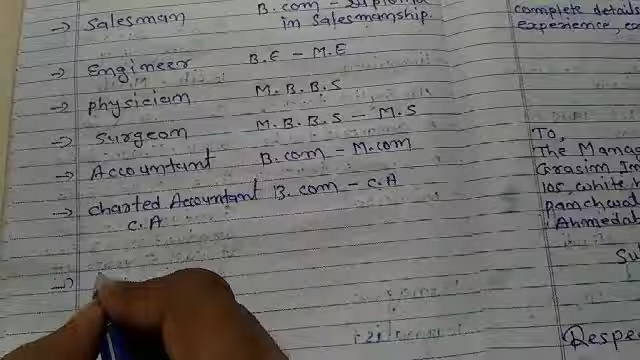 → Salesman B.com - Diploma
in Salesmanship.
→ Engineer B.E - M.E
→ physician M.B.B.S
→ Surgeon M.B.B.S - M.S
→ Accountant B.com - M.com
→ Charted Accountant B.com - C.A
C.A
→
complete details
experience,
To,
The Manag
Grasim Im
105, white
panchwat
Ahmedab
Su
Respe